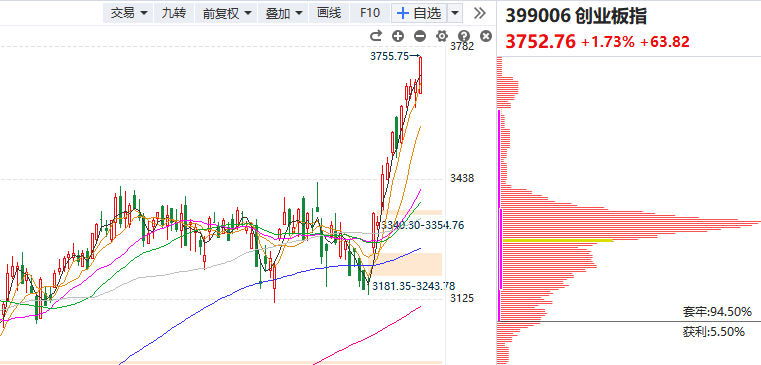 交易 九转 前复权 叠加 画线 F10 +自选
399006 创业板指
3752.76 +1.73% +63.82
3782
3755.75
3438
3340.30-3354.76
3181.35-3243.78
3125
套牢:94.50%
获利:5.50%